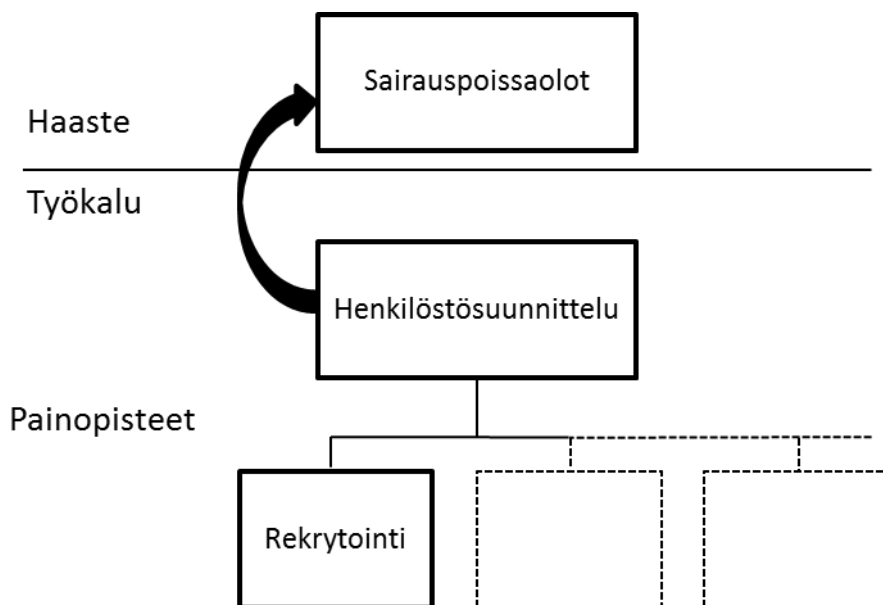 Sairauspoissaolot
Haaste
Työkalu
Henkilöstösuunnittelu
Painopisteet
Rekrytointi